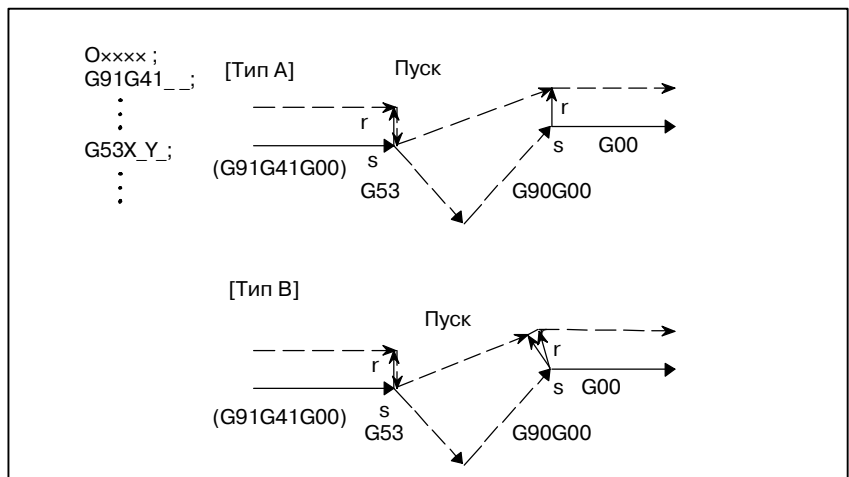 O×××× ;
G91G41_ _;
G53X_Y_;
[Тип A]
Пуск
r
r
s
s
G00
(G91G41G00)
G53
G90G00
[Тип B]
Пуск
r
r
s
s
G00
(G91G41G00)
G53
G90G00